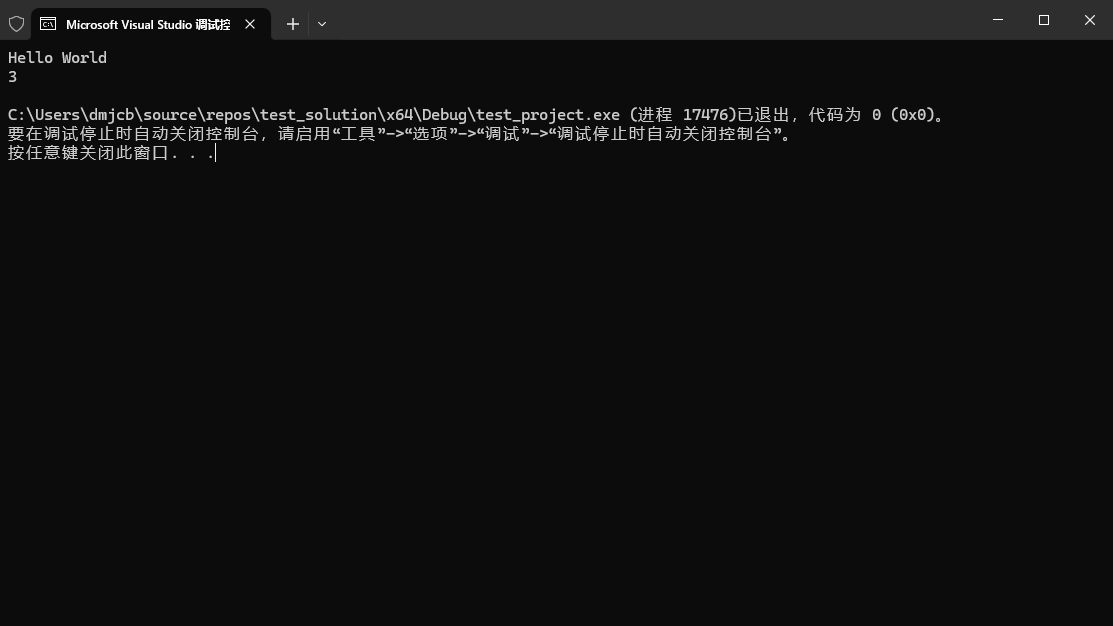 Microsoft Visual Studio 调试控
Hello World
3
C:\Users\dmjcb\source\repos\test_solution\x64\Debug\test_project.exe (进程 17476)已退出，代码为 0 (0x0)。
要在调试停止时自动关闭控制台，请启用“工具”->“选项”->“调试”->“调试停止时自动关闭控制台”。
按任意键关闭此窗口. . .